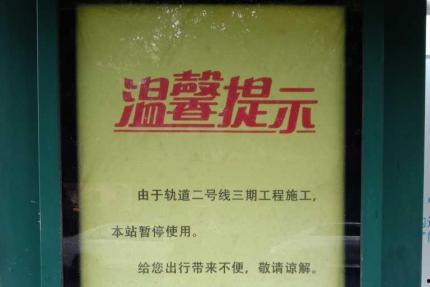 温馨提示
由于轨道二号线三期工程施工,
本站暂停使用。
给您出行带来不便,敬请谅解。